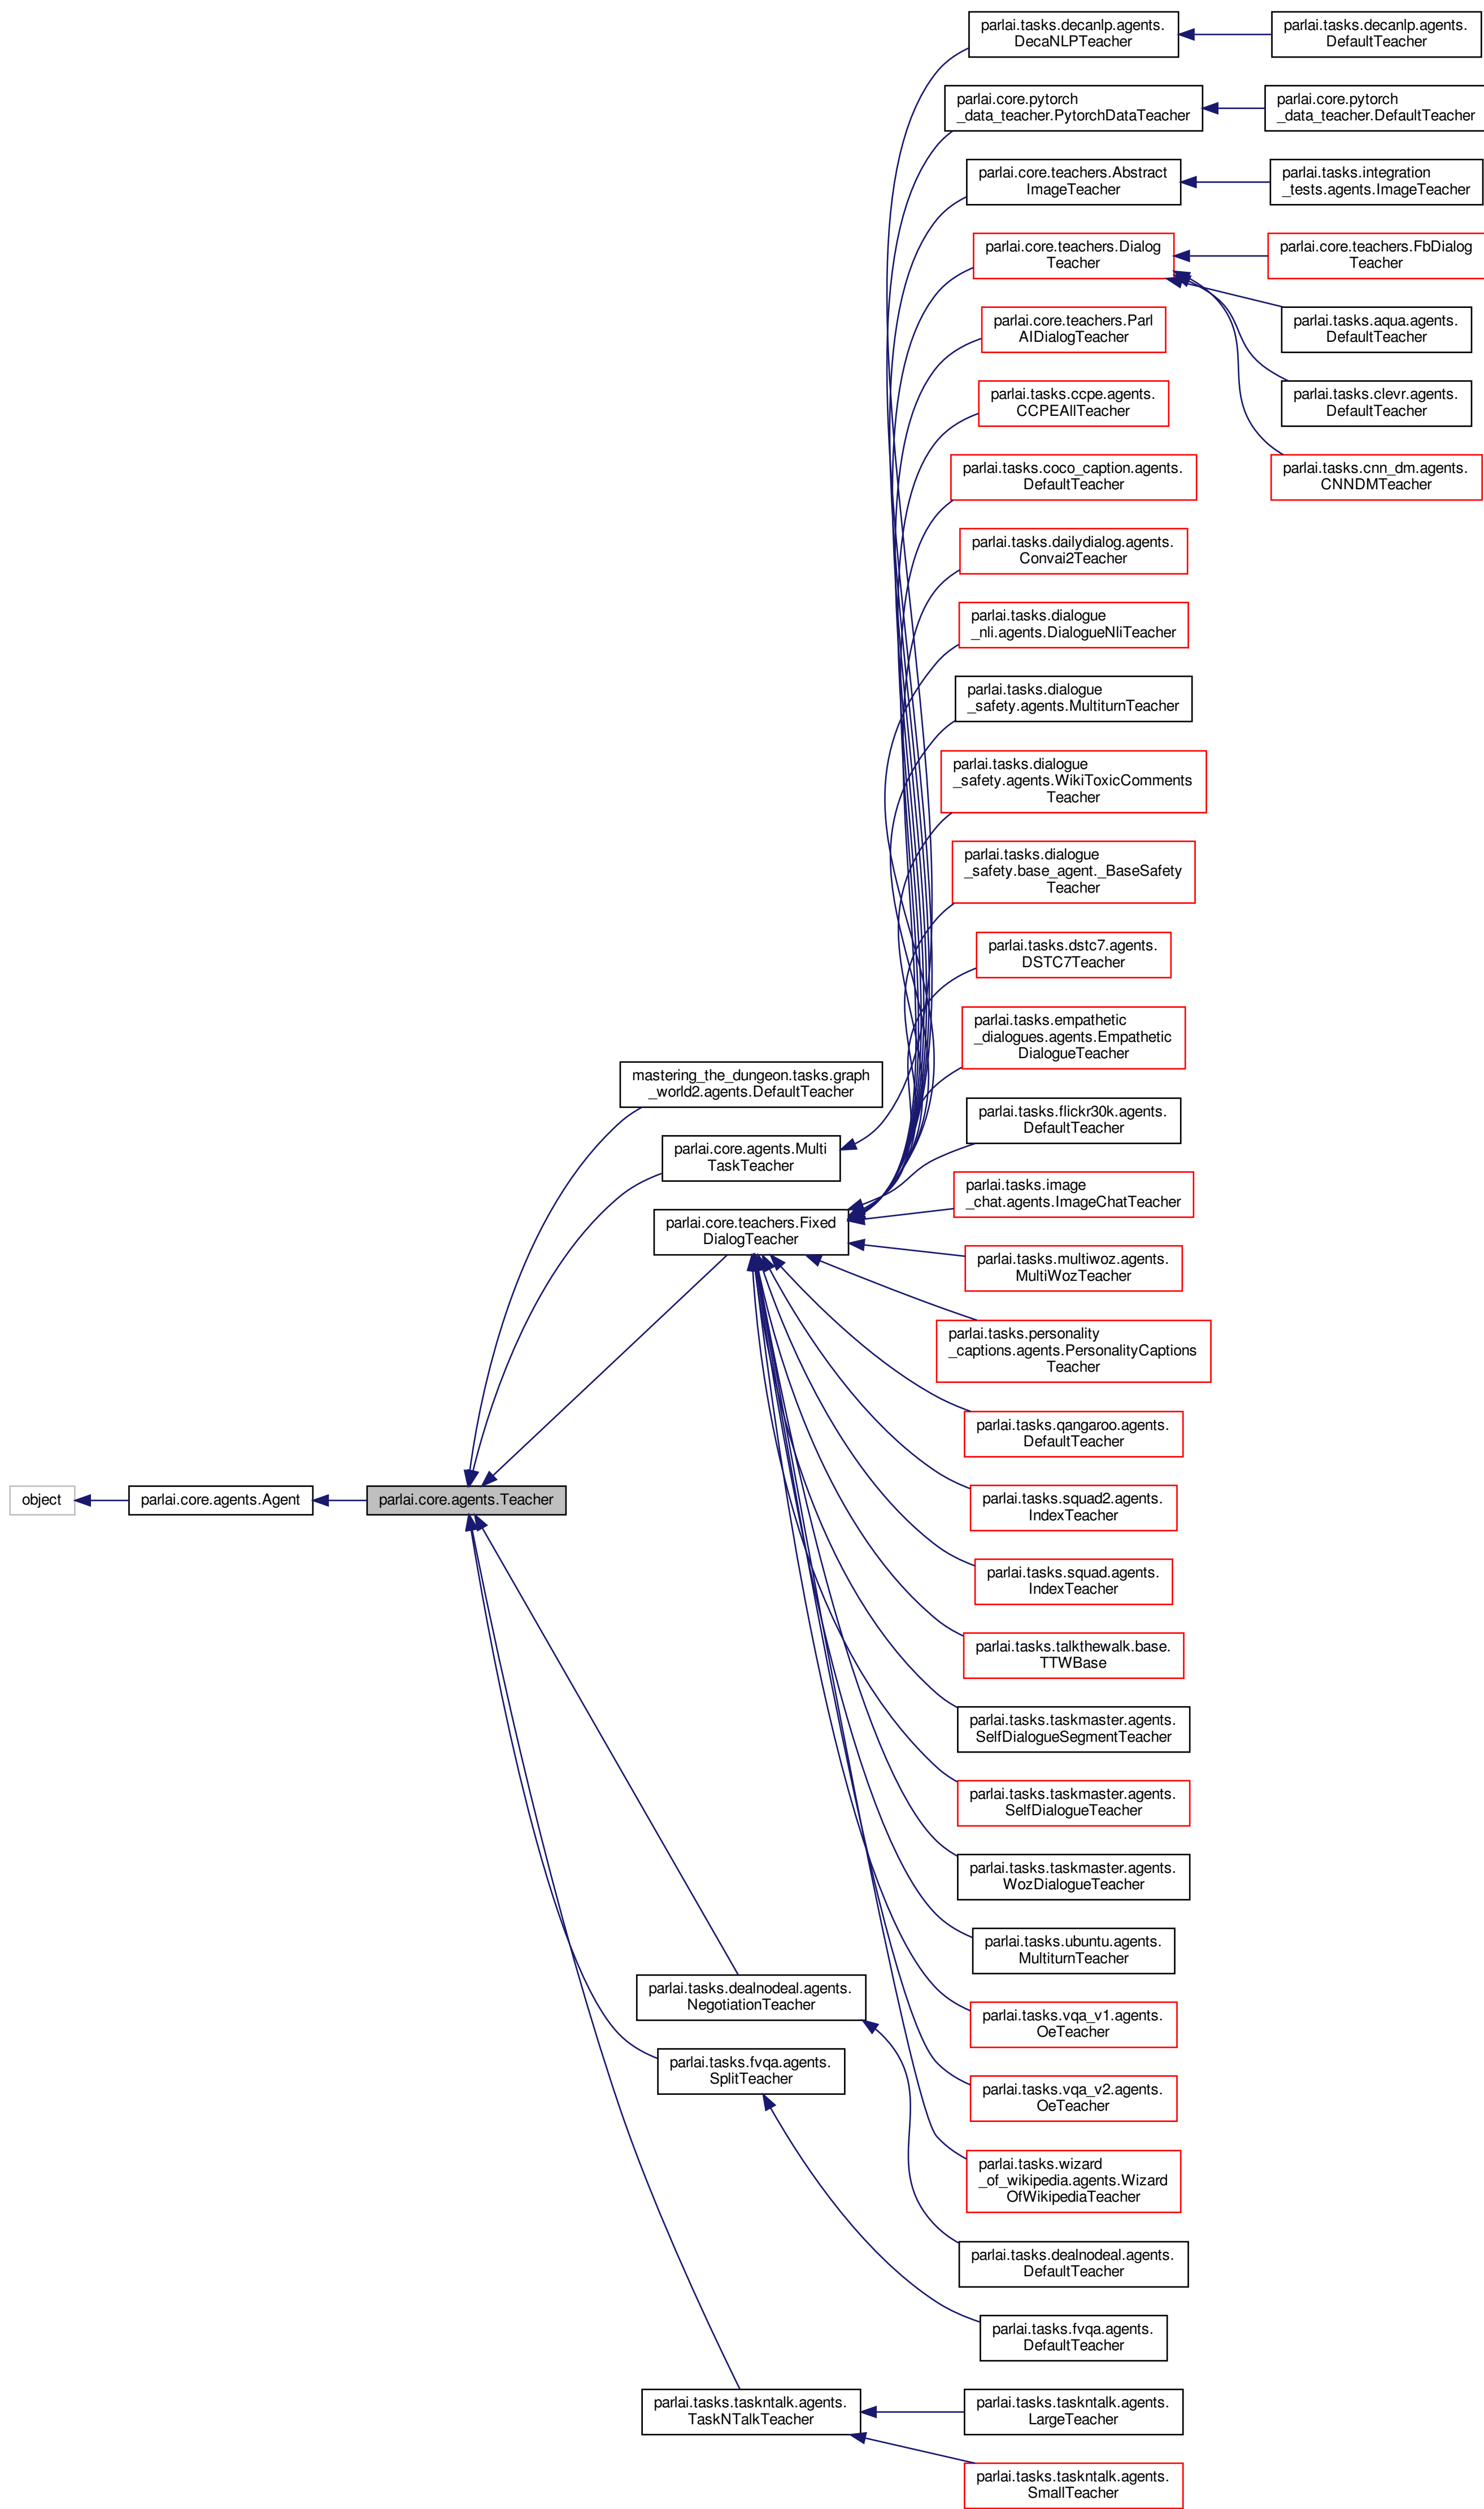 parlai.tasks.decanlp.agents.
DecaNLPTeacher
parlai.tasks.decanlp.agents.
DefaultTeacher
parlai.core.pytorch
_data_teacher.PytorchDataTeacher
parlai.core.pytorch
_data_teacher.DefaultTeacher
parlai.core.teachers.Abstract
ImageTeacher
parlai.tasks.integration
_tests.agents.ImageTeacher
parlai.core.teachers.Dialog
Teacher
parlai.core.teachers.FbDialog
Teacher
parlai.core.teachers.Parl
AIDialogTeacher
parlai.tasks.aqua.agents.
DefaultTeacher
parlai.tasks.ccpe.agents.
CCPEAllTeacher
parlai.tasks.clevr.agents.
DefaultTeacher
parlai.tasks.coco_caption.agents.
DefaultTeacher
parlai.tasks.cnn_dm.agents.
CNNDMTeacher
parlai.tasks.dailydialog.agents.
Convai2Teacher
parlai.tasks.dialogue
_nli.agents.DialogueNliTeacher
parlai.tasks.dialogue
_safety.agents.MultiturnTeacher
parlai.tasks.dialogue
_safety.agents.WikiToxicComments
Teacher
parlai.tasks.dialogue
_safety.base_agent._BaseSafety
Teacher
parlai.tasks.dstc7.agents.
DSTC7Teacher
parlai.tasks.empathetic
_dialogues.agents.Empathetic
DialogueTeacher
mastering_the_dungeon.tasks.graph
_world2.agents.DefaultTeacher
parlai.tasks.flickr30k.agents.
DefaultTeacher
parlai.core.agents.Multi
TaskTeacher
parlai.tasks.image
_chat.agents.ImageChatTeacher
parlai.core.teachers.Fixed
DialogTeacher
parlai.tasks.multiwoz.agents.
MultiWozTeacher
parlai.tasks.personality
_captions.agents.PersonalityCaptions
Teacher
parlai.tasks.qangaroo.agents.
DefaultTeacher
object
parlai.core.agents.Agent
parlai.core.agents.Teacher
parlai.tasks.squad2.agents.
IndexTeacher
parlai.tasks.squad.agents.
IndexTeacher
parlai.tasks.talkthewalk.base.
TTWBase
parlai.tasks.taskmaster.agents.
SelfDialogueSegmentTeacher
parlai.tasks.taskmaster.agents.
SelfDialogueTeacher
parlai.tasks.taskmaster.agents.
WozDialogueTeacher
parlai.tasks.ubuntu.agents.
MultiturnTeacher
parlai.tasks.dealnodeal.agents.
NegotiationTeacher
parlai.tasks.vqa_v1.agents.
OeTeacher
parlai.tasks.fvqa.agents.
SplitTeacher
parlai.tasks.vqa_v2.agents.
OeTeacher
parlai.tasks.wizard
_of_wikipedia.agents.Wizard
OfWikipediaTeacher
parlai.tasks.dealnodeal.agents.
DefaultTeacher
parlai.tasks.fvqa.agents.
DefaultTeacher
parlai.tasks.taskntalk.agents.
TaskNTalkTeacher
parlai.tasks.taskntalk.agents.
LargeTeacher
parlai.tasks.taskntalk.agents.
SmallTeacher